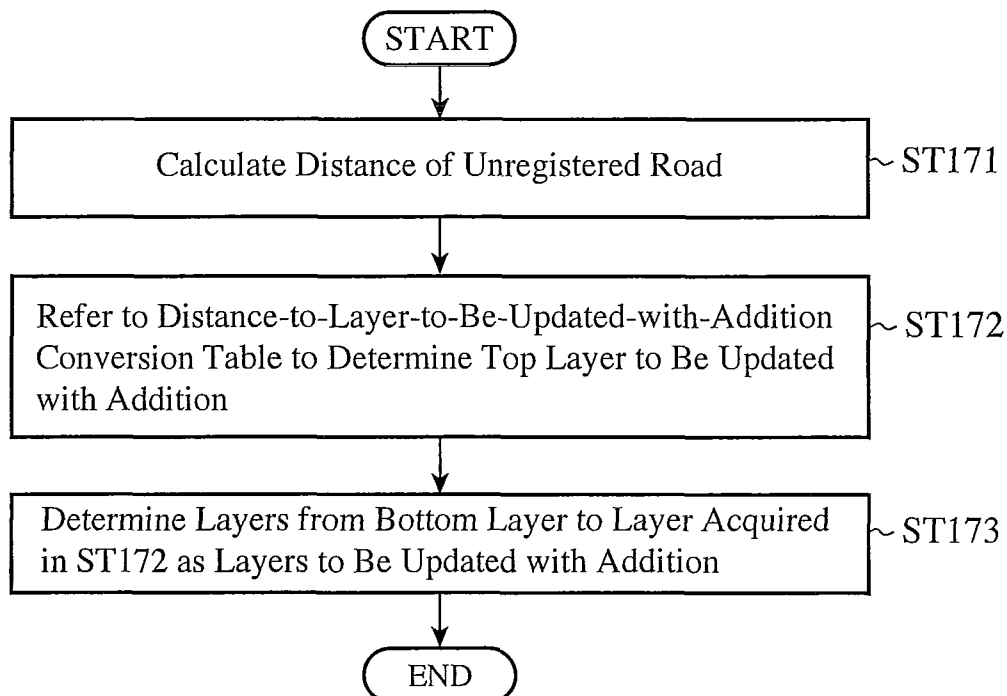 START
Calculate Distance of Unregistered Road
ST171
Refer to Distance-to-Layer-to-Be-Updated-with-Addition
Conversion Table to Determine Top Layer to Be Updated
with Addition
ST172
Determine Layers from Bottom Layer to Layer Acquired
in ST172 as Layers to Be Updated with Addition
ST173
END